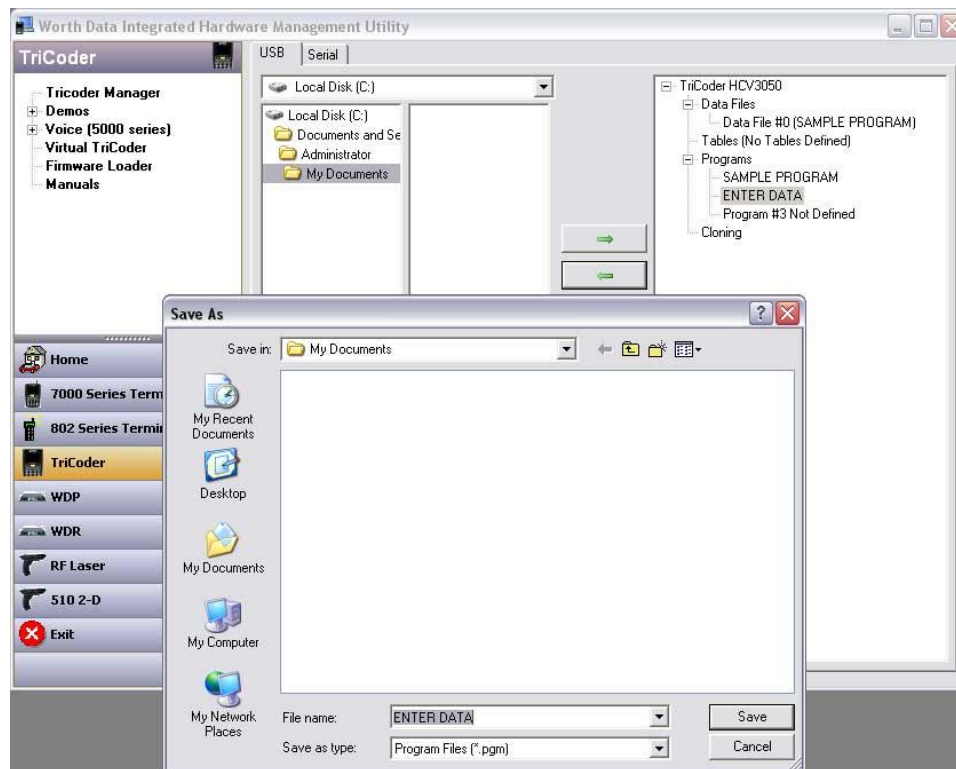 Worth Data Integrated Hardware Management Utility
TriCoder
Tricoder Manager
Demos
Voice (5000 series)
Virtual TriCoder
Firmware Loader
Manuals
USB
Serial
Local Disk (C:)
Local Disk (C:)
Documents and Se
Administrator
My Documents
TriCoder HCV3050
Data Files
Data File #0 (SAMPLE PROGRAM)
Tables (No Tables Defined)
Programs
SAMPLE PROGRAM
ENTER DATA
Program #3 Not Defined
Cloning
Home
7000 Series Term
802 Series Termin
TriCoder
WDP
WDR
RF Laser
510 2-D
Exit
Save As
Save in:
My Documents
My Recent
Documents
Desktop
My Documents
My Computer
My Network
Places
File name:
ENTER DATA
Save
Save as type:
Program Files (*.pgm)
Cancel